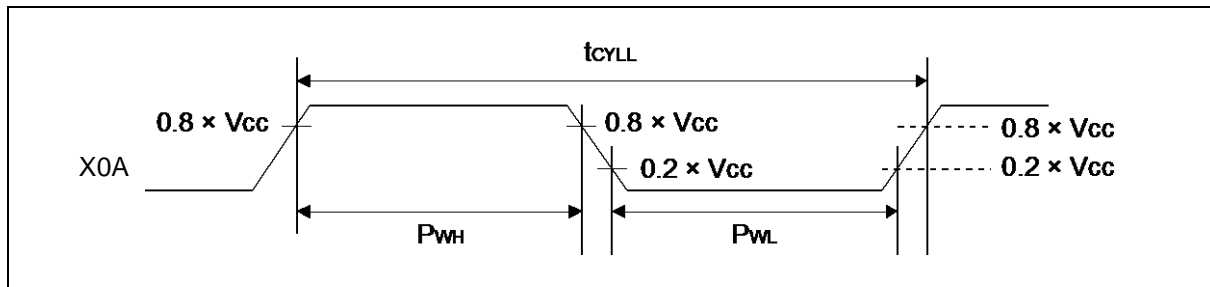 tCYLL
0.8 × Vcc
0.8 × Vcc
0.8 × Vcc
X0A
0.2 × Vcc
0.2 × Vcc
PWH
PWL